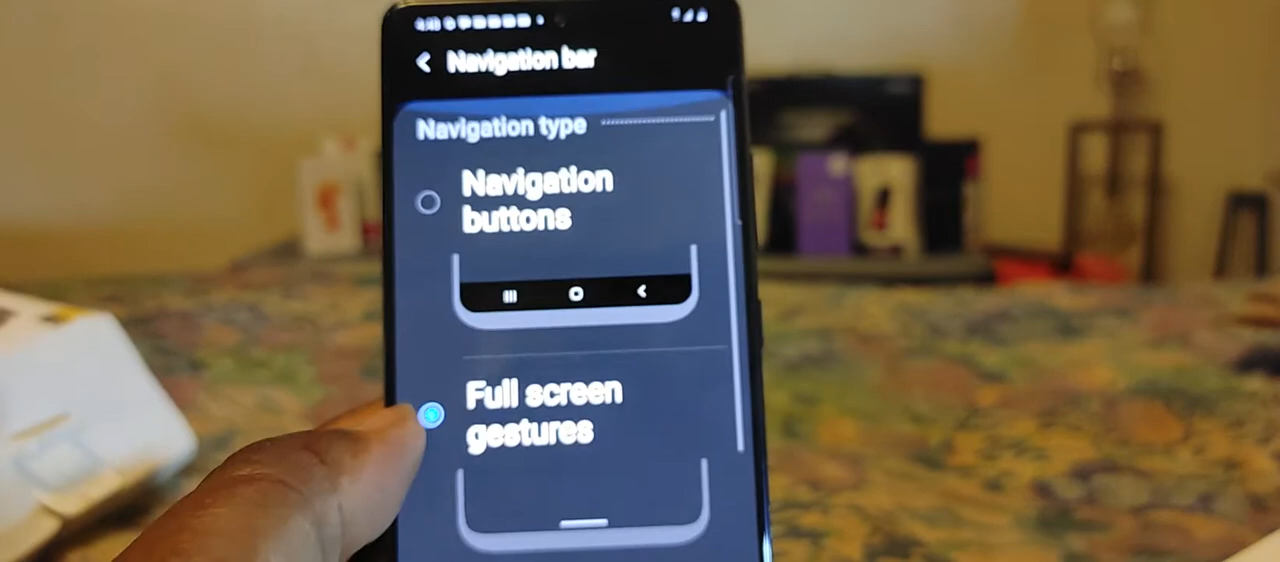 Navigation bar
Navigation type
Navigation
buttons
Full screen
gestures